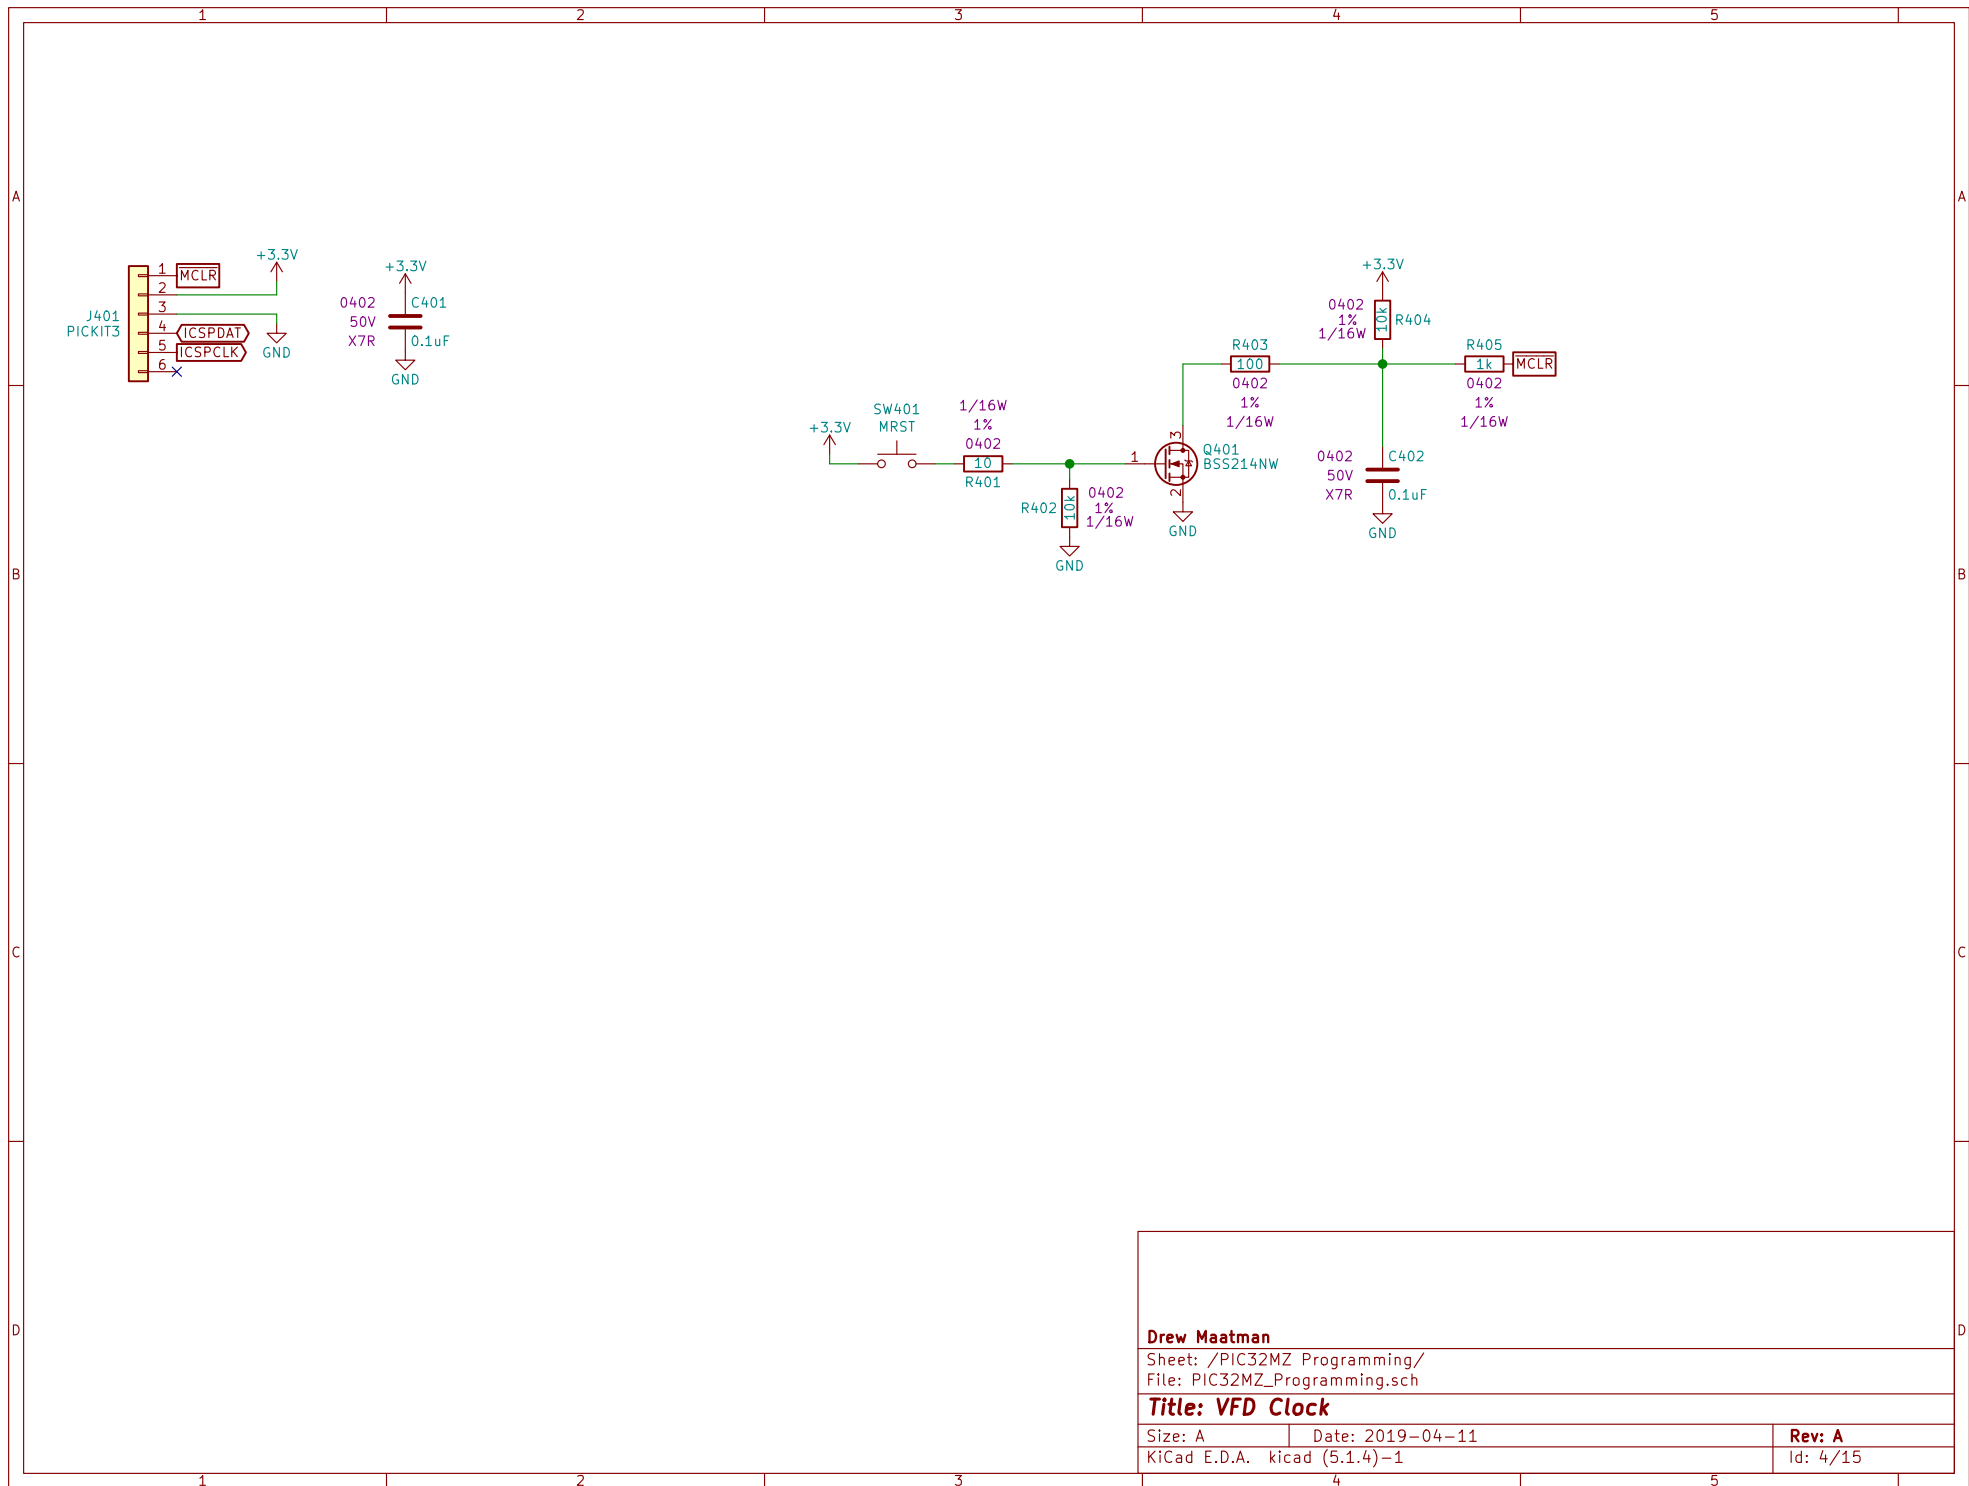 1 2 3 4 5
A A
+3.3V
1 MCLR
2
3
J401
PICKIT3
4 ICSPDAT
5 ICSPCLK
6
GND
+3.3V
0402 C401
50V
X7R 0.1uF
GND
+3.3V
0402
1%
1/16W
10k R404
R403
100
0402
1%
1/16W
R405
1k MCLR
0402
1%
1/16W
+3.3V
SW401
MRST
1/16W
1%
0402
10
R401
1
3
2
Q401
BSS214NW
GND
R402 10k
0402
1%
1/16W
GND
0402 C402
50V
X7R 0.1uF
GND
B B
C C
D D
Drew Maatman
Sheet: /PIC32MZ Programming/
File: PIC32MZ_Programming.sch
Title: VFD Clock
Size: A Date: 2019-04-11 Rev: A
KiCad E.D.A. kicad (5.1.4)-1 Id: 4/15
1 2 3 4 5